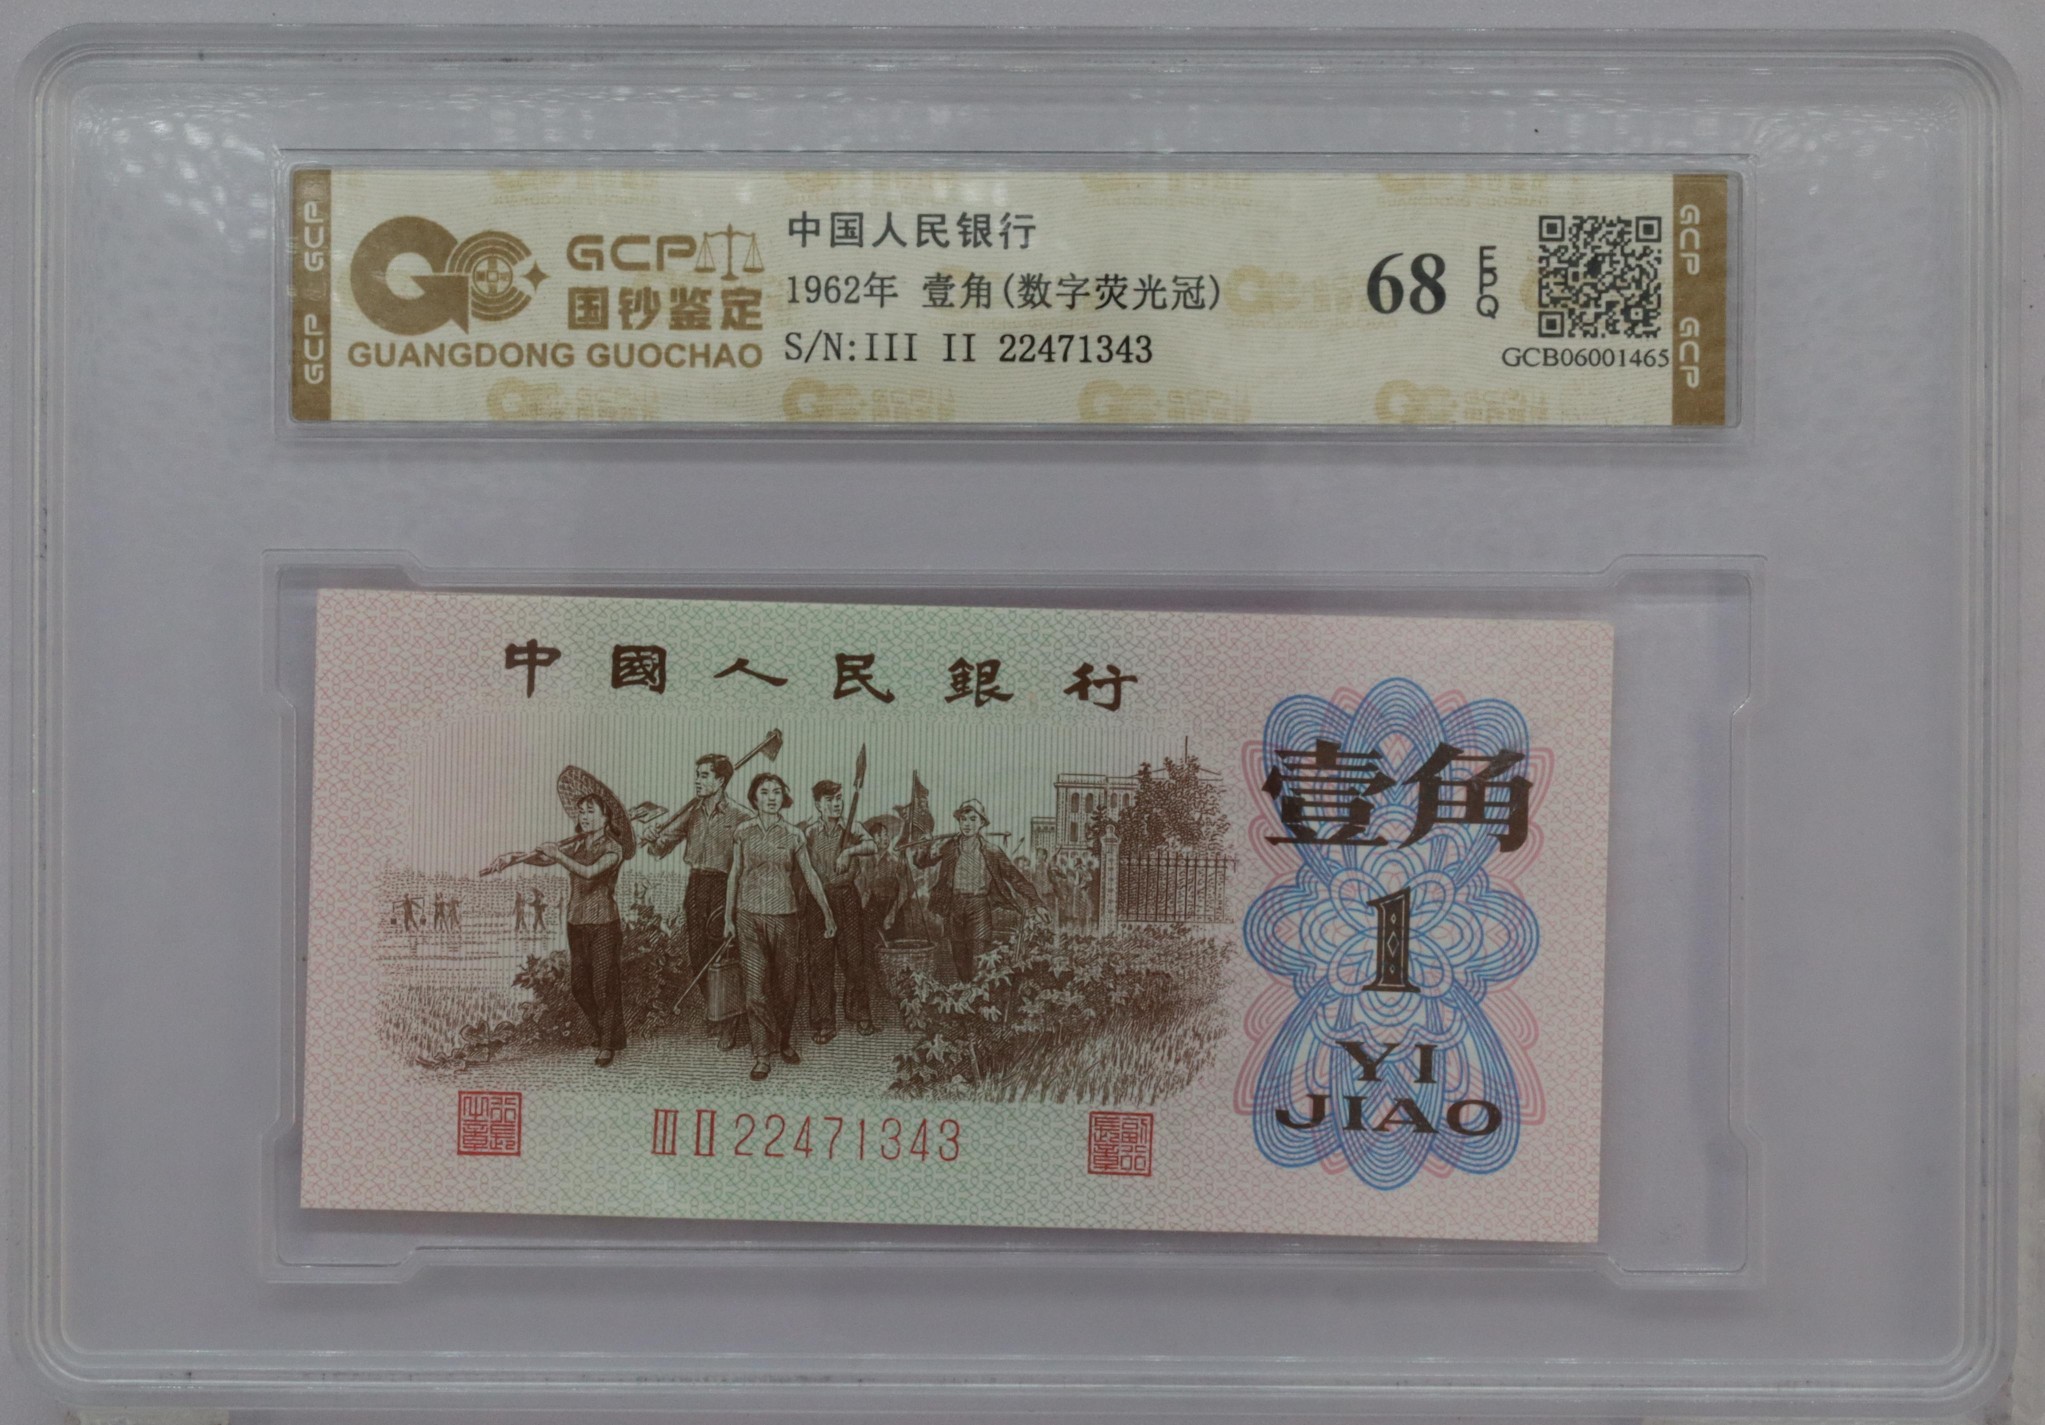 GCP
国钞鉴定
GUANGDONG GUOCHAO
中国人民银行
1962年 壹角(数字荧光冠)
S/N:III II 22471343
68 EPQ
GCB06001465
GCP GCP
GCP GCP
中國人民銀行
壹角
1
YI
JIAO
III II 22471343